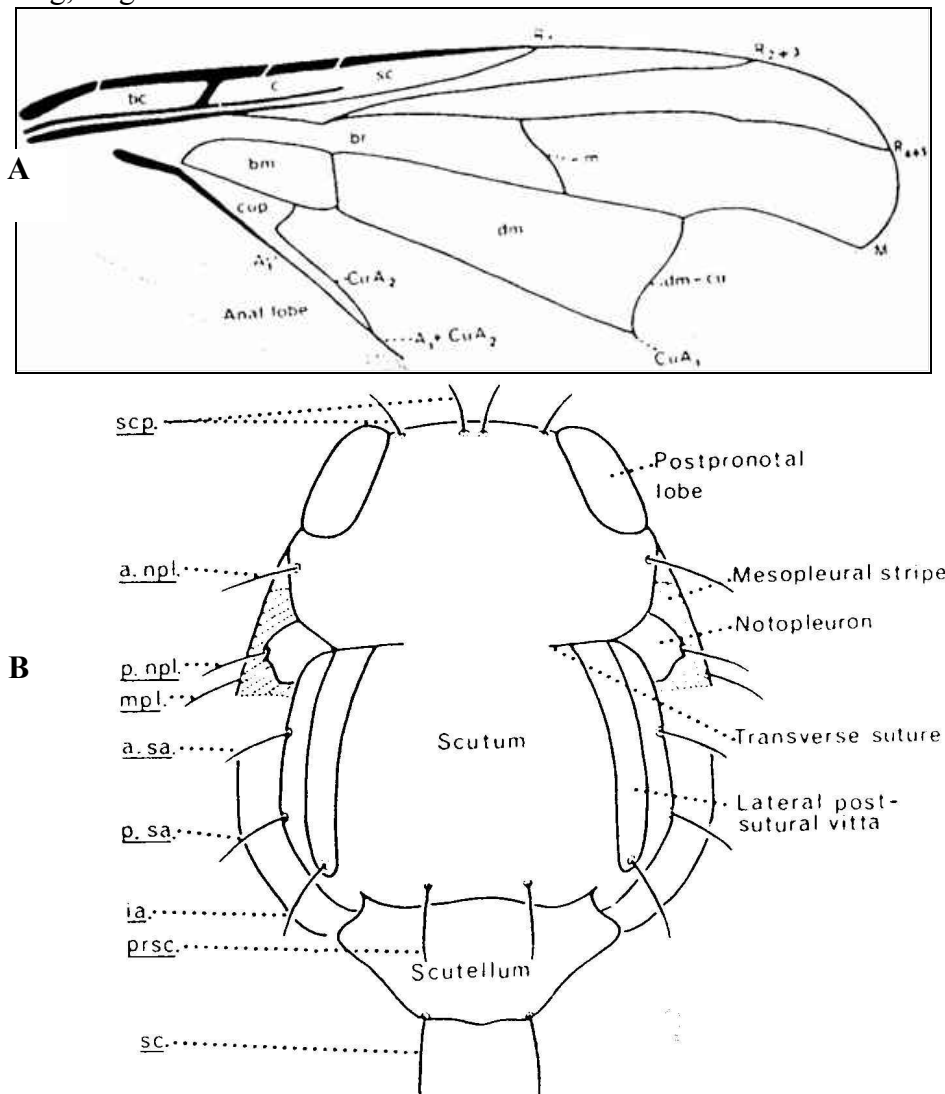 R₁
R₂₊₃
bc
c
sc
br
R₄₊₅
A
bm
cup
dm
M
A₁
CuA₂
dm-cu
Anal lobe
A₁+ CuA₂
CuA₁
scp.
Postpronotal
lobe
a. npl.
Mesopleural stripe
Notopleuron
B
p. npl.
mpl.
a. sa.
Scutum
Transverse suture
Lateral post-
sutural vitta
p. sa.
ia.
prsc.
Scutellum
sc